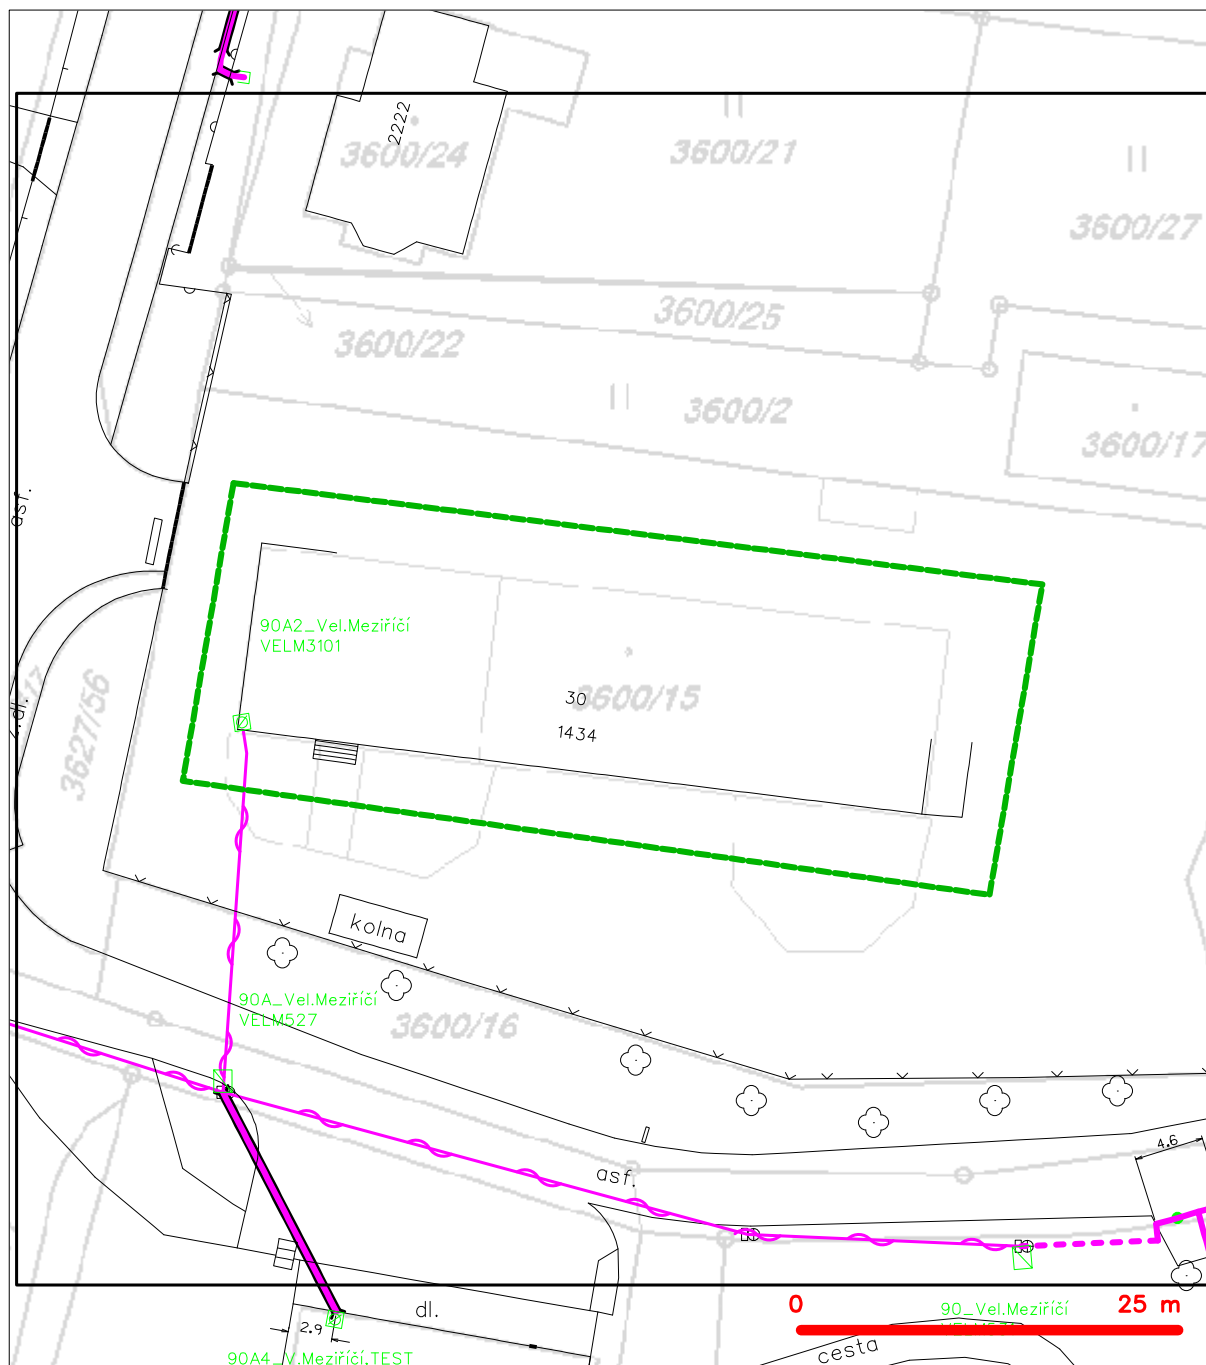 2222
3600/24
3600/21
3600/27
3600/25
3600/22
3600/2
3600/17
asf.
90A2_Vel.Meziříčí
VELM3101
3600/15
30
1434
dl.
3627/56
kolna
90A_Vel.Meziříčí
VELM527
3600/16
4.6
asf.
0
25 m
90_Vel.Meziříčí
dl.
2.9
cesta
90A4_V.Meziříčí,TEST